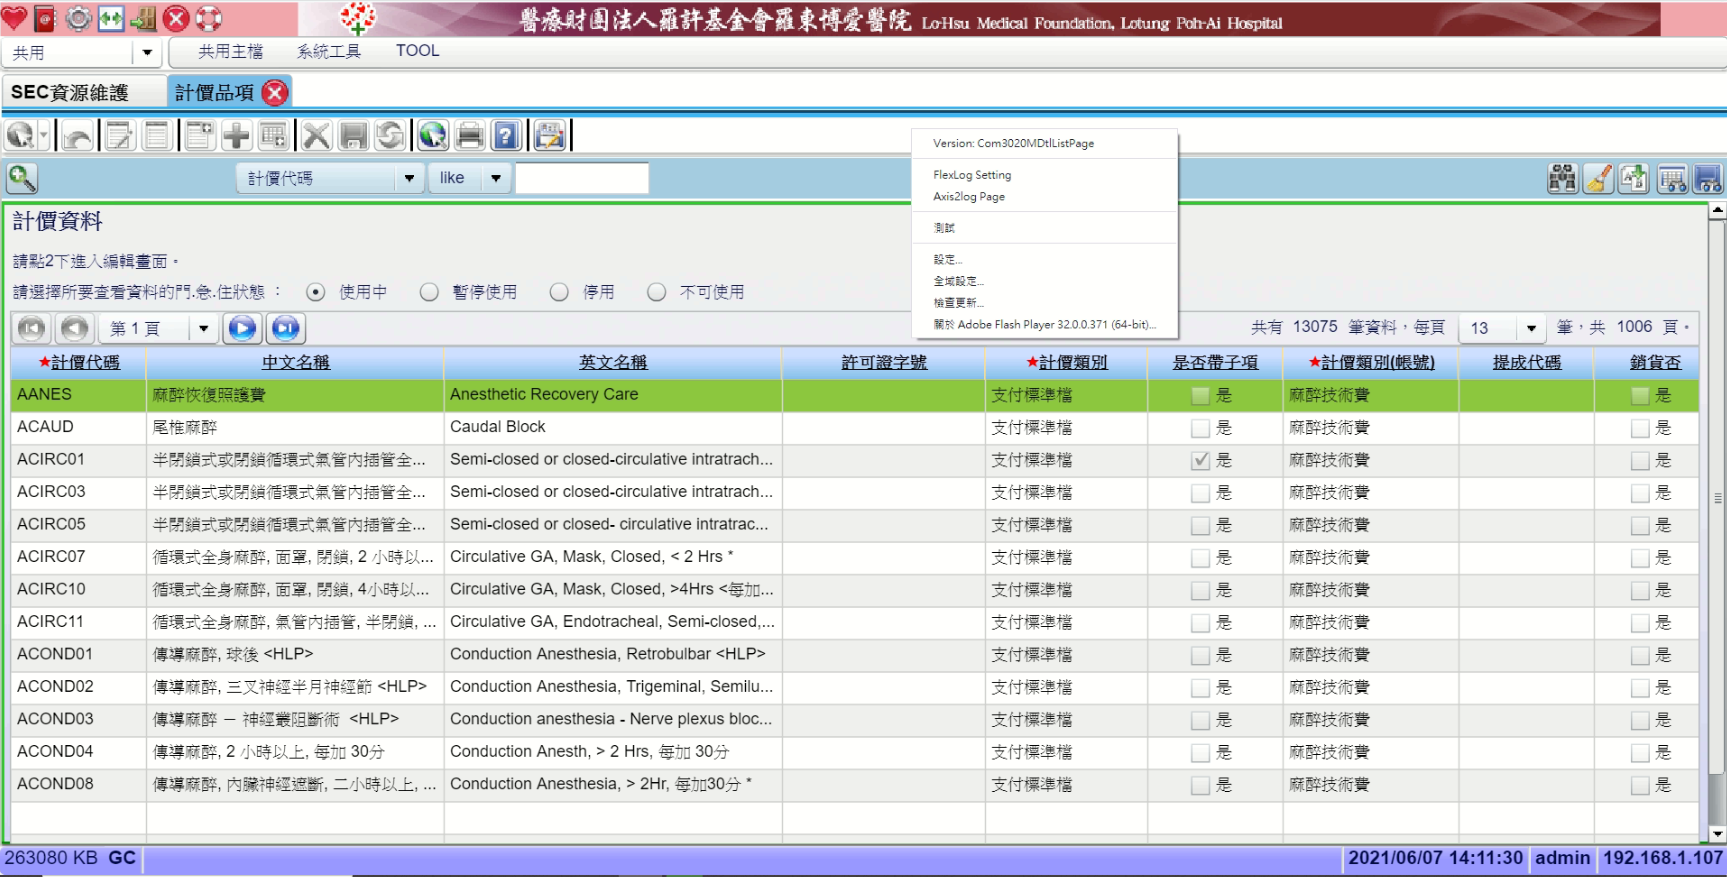 醫療財團法人羅許基金會羅東博愛醫院 Lo-Hsu Medical Foundation, Lotung Poh-Ai Hospital
共用 共用主檔 系統工具 TOOL
SEC資源維護 計價品項
Version: Com3020MDtlListPage
FlexLog Setting
Axis2log Page
測試
設定...
全域設定...
檢查更新...
關於 Adobe Flash Player 32.0.0.371 (64-bit)...
計價代碼 like
計價資料
請點2下進入編輯畫面。
請選擇所要查看資料的門.急.住狀態 : 使用中 暫停使用 停用 不可使用
第 1 頁 共有 13075 筆資料，每頁 13 筆，共 1006 頁。
★計價代碼 中文名稱 英文名稱 許可證字號 ★計價類別 是否帶子項 ★計價類別(帳號) 提成代碼 銷貨否
AANES 麻醉恢復照護費 Anesthetic Recovery Care 支付標準檔 是 麻醉技術費 是
ACAUD 尾椎麻醉 Caudal Block 支付標準檔 是 麻醉技術費 是
ACIRC01 半閉鎖式或閉鎖循環式氣管內插管全... Semi-closed or closed-circulative intratrach... 支付標準檔 是 麻醉技術費 是
ACIRC03 半閉鎖式或閉鎖循環式氣管內插管全... Semi-closed or closed-circulative intratrach... 支付標準檔 是 麻醉技術費 是
ACIRC05 半閉鎖式或閉鎖循環式氣管內插管全... Semi-closed or closed- circulative intratrac... 支付標準檔 是 麻醉技術費 是
ACIRC07 循環式全身麻醉, 面罩, 閉鎖, 2 小時以... Circulative GA, Mask, Closed, < 2 Hrs * 支付標準檔 是 麻醉技術費 是
ACIRC10 循環式全身麻醉, 面罩, 閉鎖, 4小時以... Circulative GA, Mask, Closed, >4Hrs <每加... 支付標準檔 是 麻醉技術費 是
ACIRC11 循環式全身麻醉, 氣管內插管, 半閉鎖, ... Circulative GA, Endotracheal, Semi-closed,... 支付標準檔 是 麻醉技術費 是
ACOND01 傳導麻醉, 球後 <HLP> Conduction Anesthesia, Retrobulbar <HLP> 支付標準檔 是 麻醉技術費 是
ACOND02 傳導麻醉, 三叉神經半月神經節 <HLP> Conduction Anesthesia, Trigeminal, Semilu... 支付標準檔 是 麻醉技術費 是
ACOND03 傳導麻醉 － 神經叢阻斷術 <HLP> Conduction anesthesia - Nerve plexus bloc... 支付標準檔 是 麻醉技術費 是
ACOND04 傳導麻醉, 2 小時以上, 每加 30分 Conduction Anesth, > 2 Hrs, 每加 30分 支付標準檔 是 麻醉技術費 是
ACOND08 傳導麻醉, 內臟神經遮斷, 二小時以上, ... Conduction Anesthesia, > 2Hr, 每加30分 * 支付標準檔 是 麻醉技術費 是
263080 KB GC 2021/06/07 14:11:30 admin 192.168.1.107